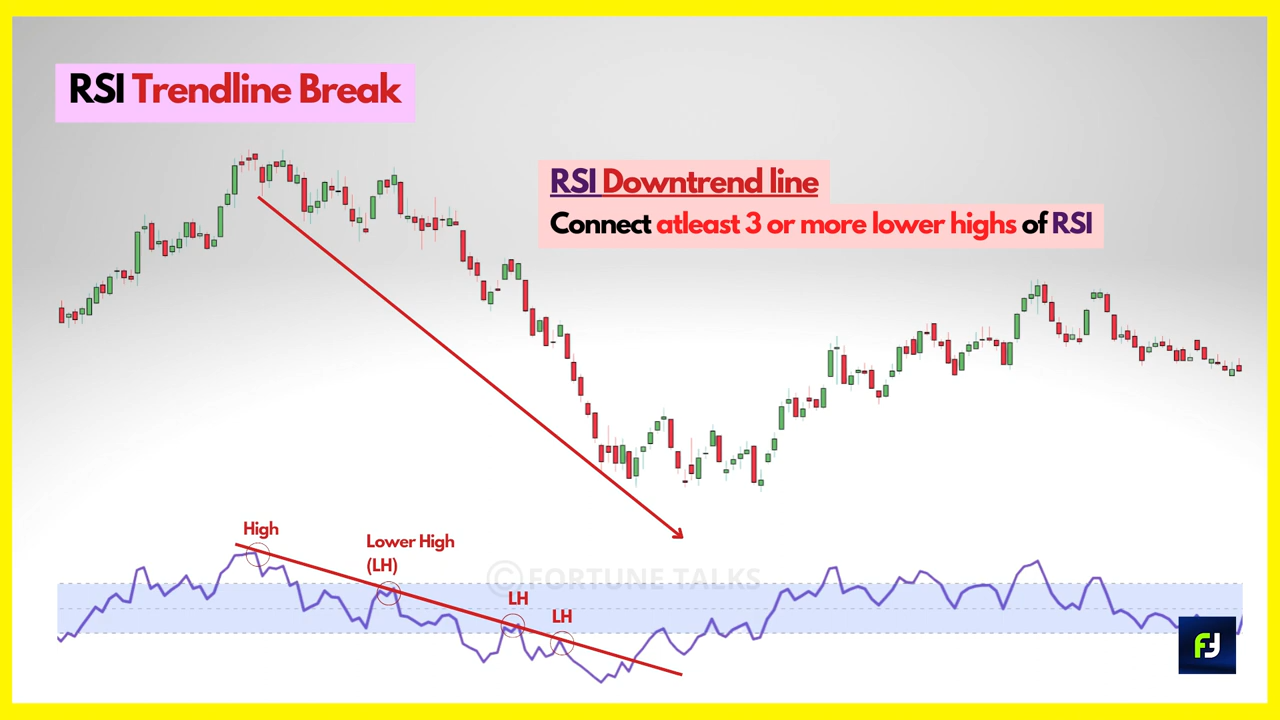 RSI Trendline Break
RSI Downtrend line
Connect atleast 3 or more lower highs of RSI
High
Lower High
(LH)
LH
LH
©FORTUNE TALKS